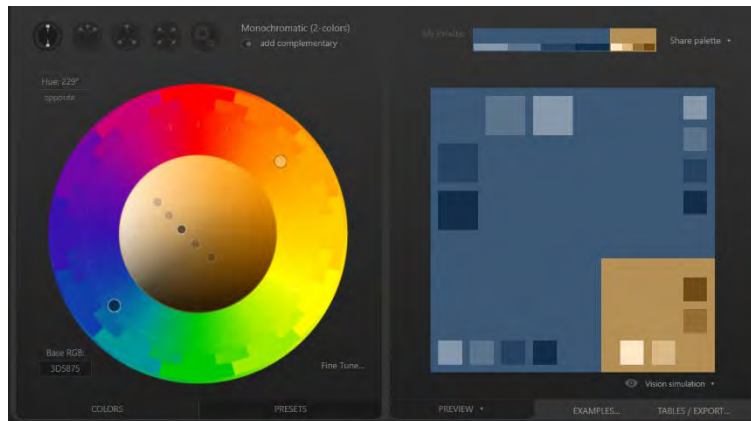 Monochromatic (2-colors)
add complementary
My Palette:
Share palette
Hue: 229°
opposite
Base RGB:
3D5875
Fine Tune...
Vision simulation
COLORS
PRESETS
PREVIEW
EXAMPLES...
TABLES / EXPORT...